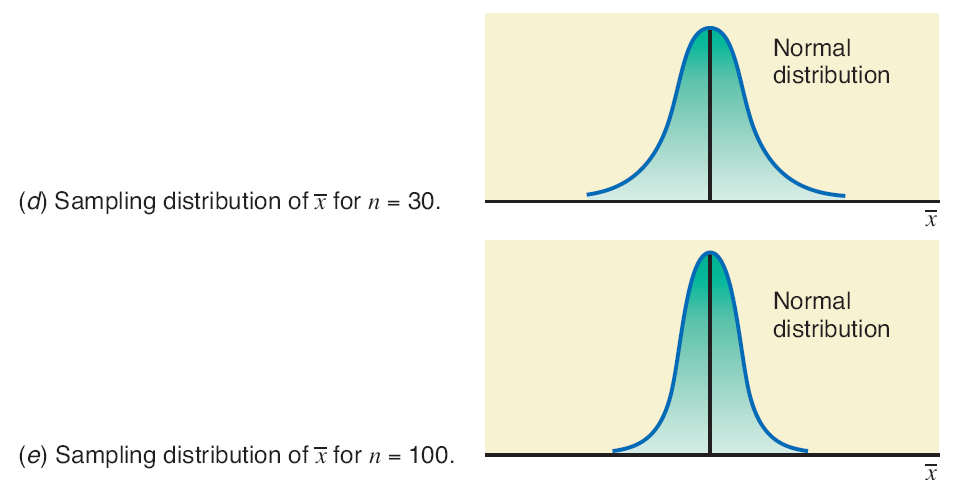 Normal
distribution
(d) Sampling distribution of x̅ for n = 30.
x̅
Normal
distribution
(e) Sampling distribution of x̅ for n = 100.
x̅